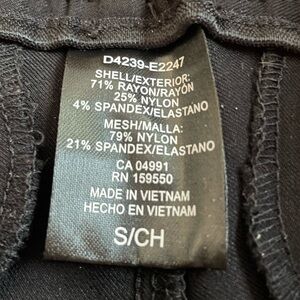 D4239-E2247
SHELL/EXTERIOR:
71% RAYON/RAYÓN
25% NYLON
4% SPANDEX/ELASTANO
MESH/MALLA:
79% NYLON
21% SPANDEX/ELASTANO
CA 04991
RN 159550
MADE IN VIETNAM
HECHO EN VIETNAM
S/CH